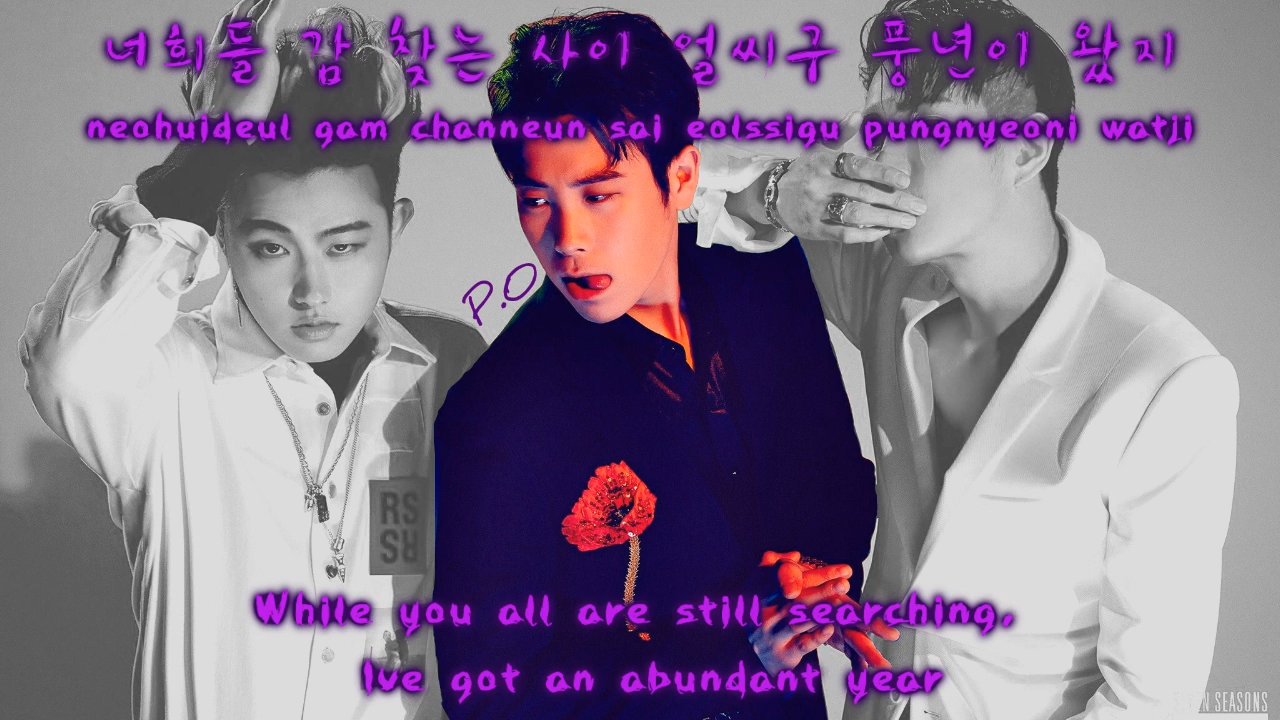 너희들 감 찾는 사이 얼씨구 풍년이 왔지
neohuideul gam channeun sai eolssigu pungnyeoni watji
P.O
RS
RS
While you all are still searching,
Ive got an abundant year
SEASONS